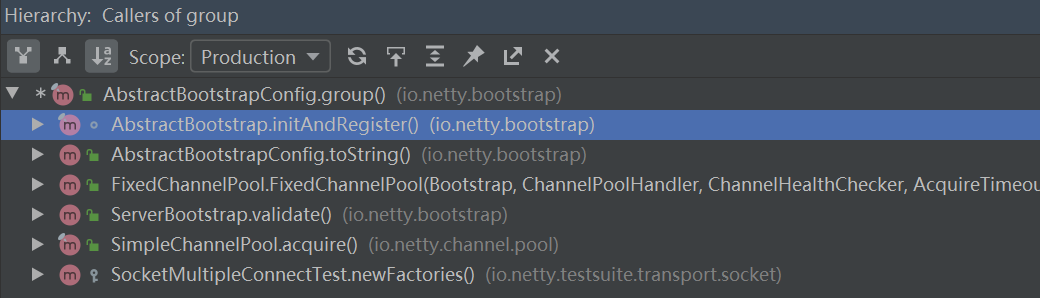 Hierarchy: Callers of group
Scope: Production
* m AbstractBootstrapConfig.group() (io.netty.bootstrap)
m AbstractBootstrap.initAndRegister() (io.netty.bootstrap)
m AbstractBootstrapConfig.toString() (io.netty.bootstrap)
m FixedChannelPool.FixedChannelPool(Bootstrap, ChannelPoolHandler, ChannelHealthChecker, AcquireTimeou
m ServerBootstrap.validate() (io.netty.bootstrap)
m SimpleChannelPool.acquire() (io.netty.channel.pool)
m SocketMultipleConnectTest.newFactories() (io.netty.testsuite.transport.socket)